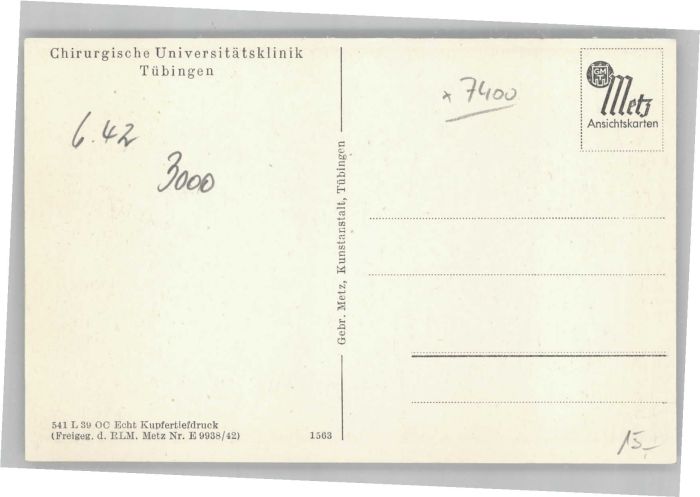 Chirurgische Universitätsklinik
Tübingen
6.42
3000
541 L 39 OC Echt Kupfertiefdruck
(Freigeg. d. RLM. Metz Nr. E 9938/42)
1563
Gebr. Metz, Kunstanstalt, Tübingen
x 7400
GM
Metz
Ansichtskarten
15,-